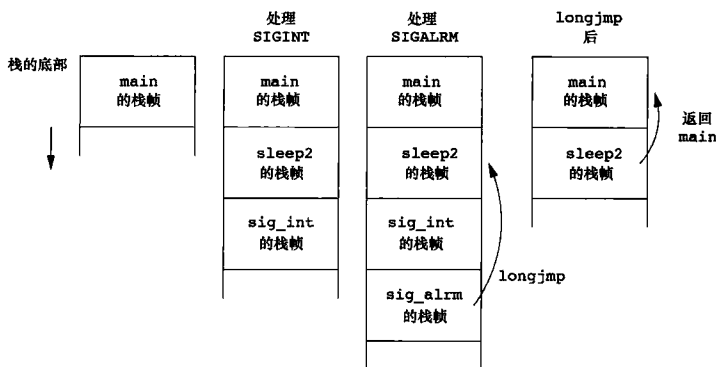 处理
SIGINT
处理
SIGALRM
longjmp
后
栈的底部
main
的栈帧
main
的栈帧
main
的栈帧
main
的栈帧
返回
main
sleep2
的栈帧
sleep2
的栈帧
sleep2
的栈帧
sig_int
的栈帧
sig_int
的栈帧
longjmp
sig_alrm
的栈帧